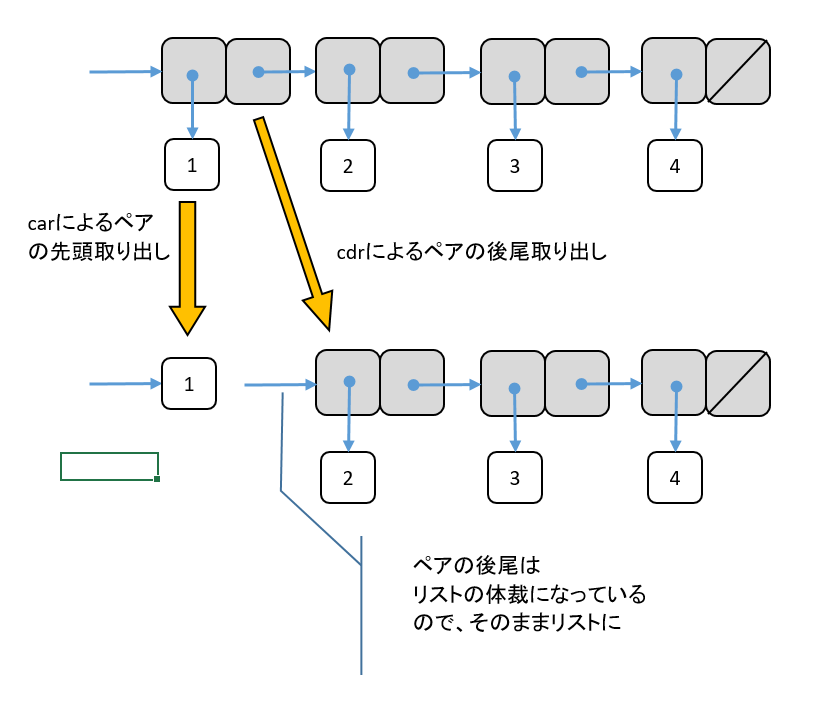 1
2
3
4
carによるペア
の先頭取り出し
cdrによるペアの後尾取り出し
1
2
3
4
ペアの後尾は
リストの体裁になっている
ので、そのままリストに